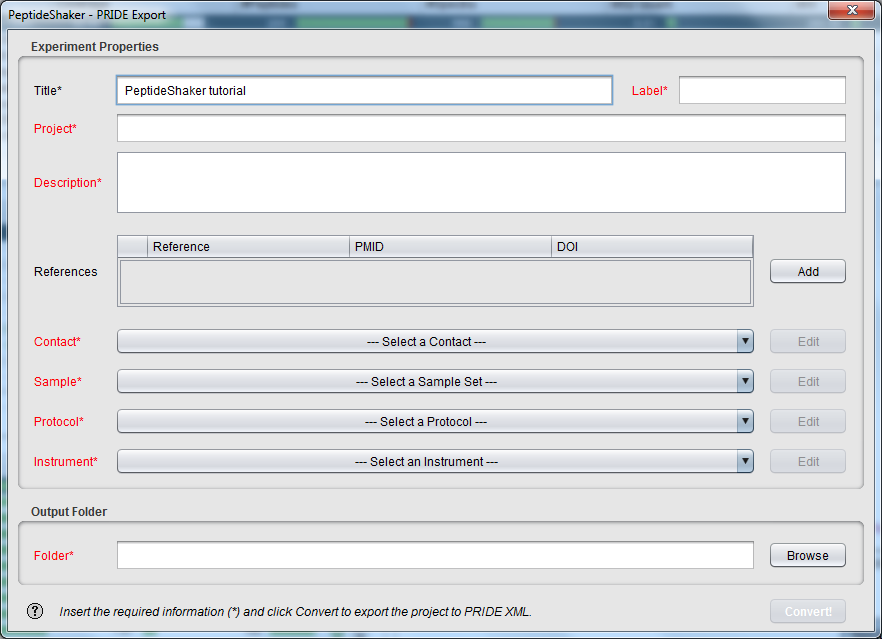 PeptideShaker - PRIDE Export
Experiment Properties
Title* PeptideShaker tutorial Label*
Project*
Description*
Reference PMID DOI
References Add
Contact* --- Select a Contact --- Edit
Sample* --- Select a Sample Set --- Edit
Protocol* --- Select a Protocol --- Edit
Instrument* --- Select an Instrument --- Edit
Output Folder
Folder* Browse
? Insert the required information (*) and click Convert to export the project to PRIDE XML. Convert!